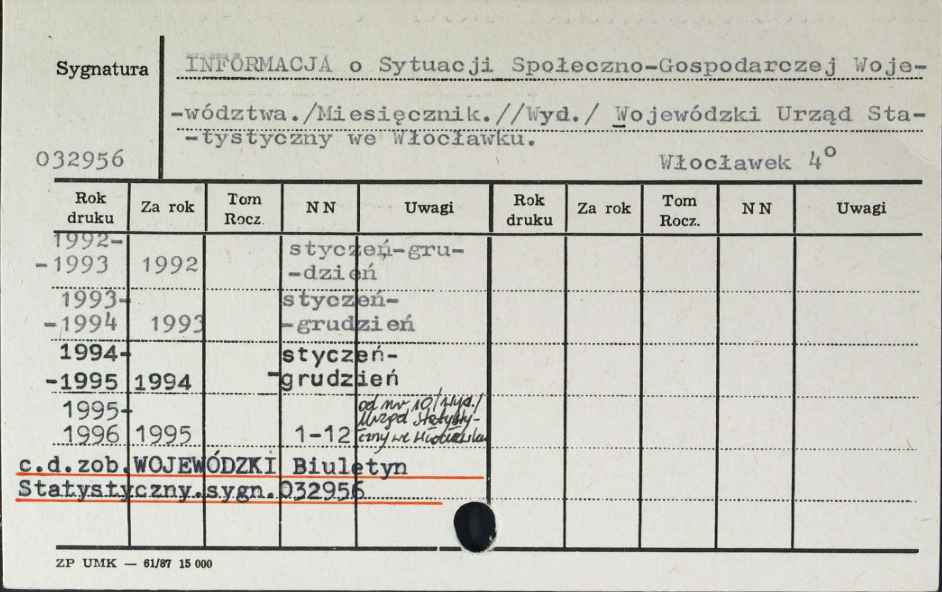 Sygnatura
INFORMACJA o Sytuacji Społeczno-Gospodarczej Woje-
-wództwa./Miesięcznik.//Wyd./ Wojewódzki Urząd Sta-
-tystyczny we Włocławku.
032956
Włocławek 4°
Rok druku Za rok Tom Rocz. NN Uwagi Rok druku Za rok Tom Rocz. NN Uwagi
1992- styczeń-gru-
-1993 1992 -dzień
1993- styczeń-
-1994 1993 -grudzień
1994- styczeń-
-1995 1994 -grudzień
1995- od nr 10/Wyd./
Urząd Statysty-
1996 1995 1-12 czny we Włocławku
c.d.zob.WOJEWÓDZKI Biuletyn
Statystyczny.sygn.032956
ZP UMK — 61/87 15 000